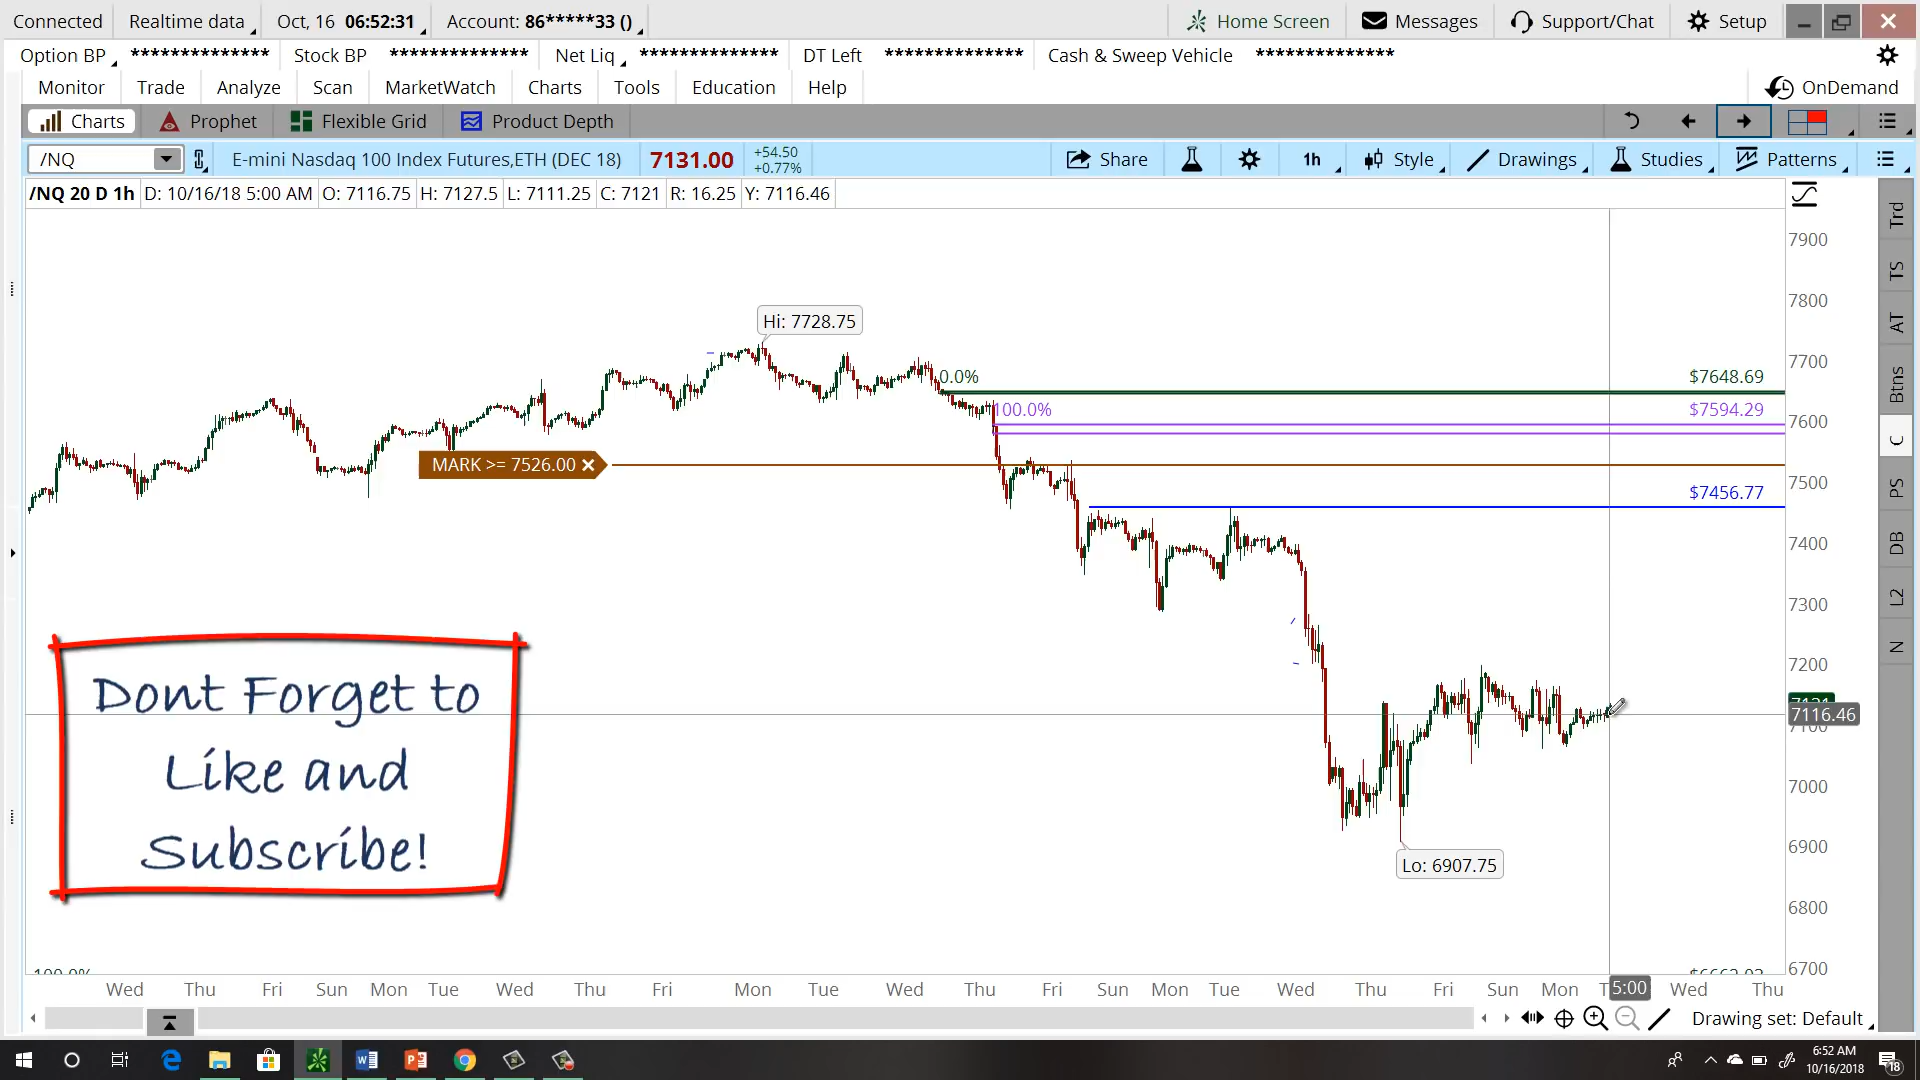 Connected Realtime data Oct, 16 06:52:31 Account: 86*****33 () Home Screen Messages Support/Chat Setup
Option BP ************** Stock BP ************** Net Liq ************** DT Left ************** Cash & Sweep Vehicle **************
Monitor Trade Analyze Scan MarketWatch Charts Tools Education Help OnDemand
Charts Prophet Flexible Grid Product Depth
/NQ E-mini Nasdaq 100 Index Futures,ETH (DEC 18) 7131.00 +54.50 +0.77% Share 1h Style Drawings Studies Patterns
/NQ 20 D 1h D: 10/16/18 5:00 AM O: 7116.75 H: 7127.5 L: 7111.25 C: 7121 R: 16.25 Y: 7116.46
Trd
7900
TS
7800
Hi: 7728.75
AT
7700
0.0% $7648.69
Btns
100.0% $7594.29
7600
C
MARK >= 7526.00
7500
$7456.77
PS
7400
DB
7300
L2
N
7200
Dont Forget to
Like and
Subscribe!
7116.46
7100
7000
6900
Lo: 6907.75
6800
6700
Wed Thu Fri Sun Mon Tue Wed Thu Fri Mon Tue Wed Thu Fri Sun Mon Tue Wed Thu Fri Sun Mon 5:00 Wed Thu
Drawing set: Default
6:52 AM
10/16/2018
18